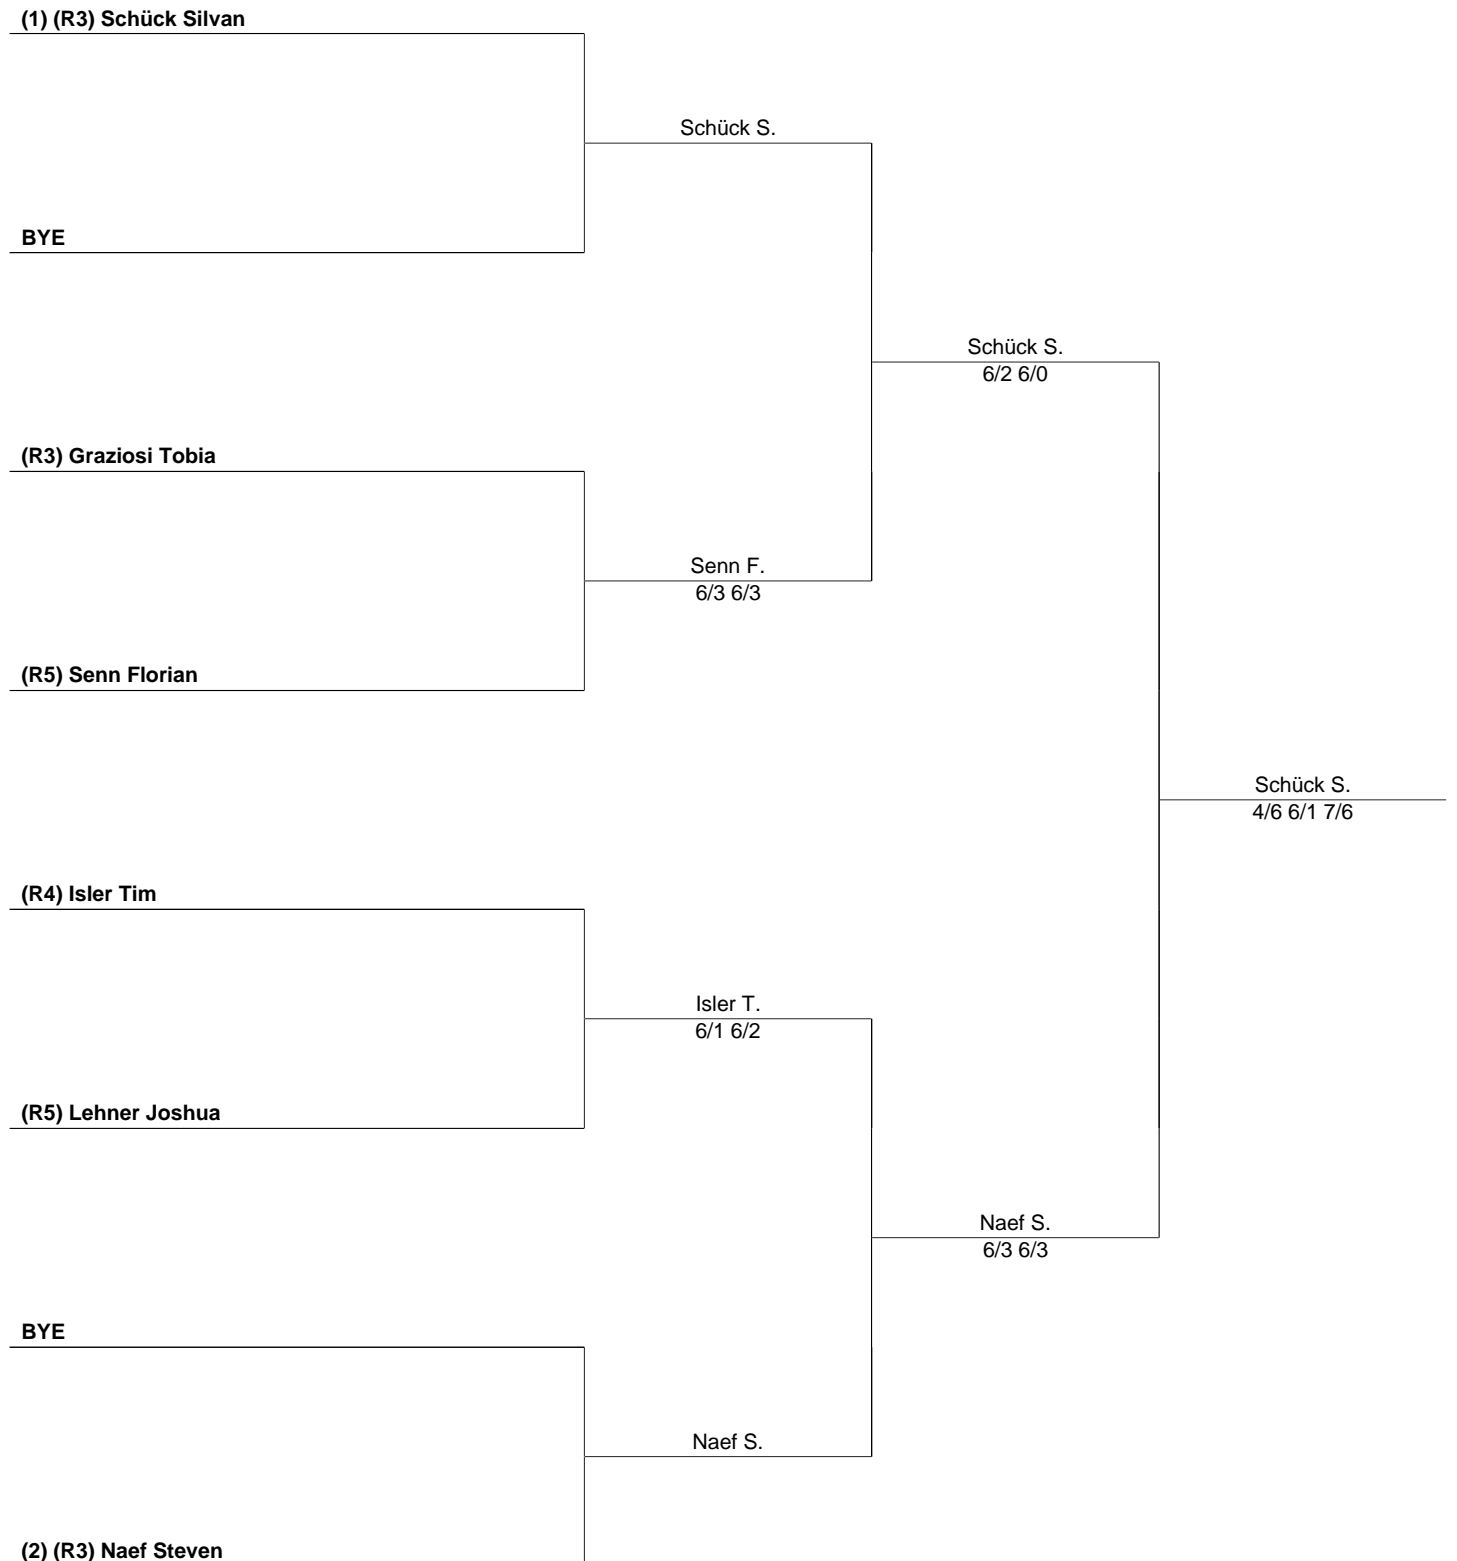 (1) (R3) Schück Silvan
Schück S.
BYE
Schück S.
6/2 6/0
(R3) Graziosi Tobia
Senn F.
6/3 6/3
(R5) Senn Florian
Schück S.
4/6 6/1 7/6
(R4) Isler Tim
Isler T.
6/1 6/2
(R5) Lehner Joshua
Naef S.
6/3 6/3
BYE
Naef S.
(2) (R3) Naef Steven